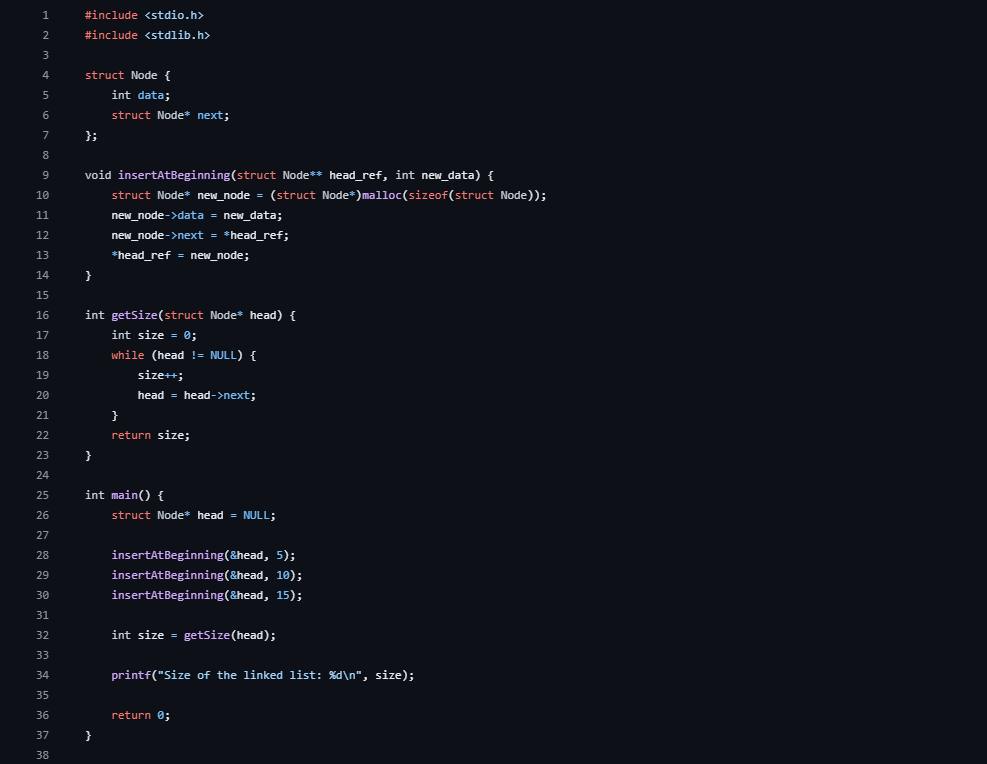 1 #include <stdio.h>
2 #include <stdlib.h>
3
4 struct Node {
5     int data;
6     struct Node* next;
7 };
8
9 void insertAtBeginning(struct Node** head_ref, int new_data) {
10     struct Node* new_node = (struct Node*)malloc(sizeof(struct Node));
11     new_node->data = new_data;
12     new_node->next = *head_ref;
13     *head_ref = new_node;
14 }
15
16 int getSize(struct Node* head) {
17     int size = 0;
18     while (head != NULL) {
19         size++;
20         head = head->next;
21     }
22     return size;
23 }
24
25 int main() {
26     struct Node* head = NULL;
27
28     insertAtBeginning(&head, 5);
29     insertAtBeginning(&head, 10);
30     insertAtBeginning(&head, 15);
31
32     int size = getSize(head);
33
34     printf("Size of the linked list: %d\n", size);
35
36     return 0;
37 }
38